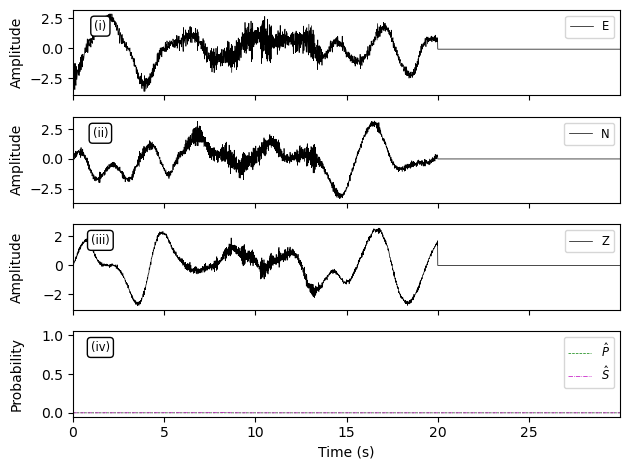 2.5
0.0
−2.5
Amplitude
(i)
E
2.5
0.0
−2.5
Amplitude
(ii)
N
2
0
−2
Amplitude
(iii)
Z
1.0
0.5
0.0
Probability
(iv)
P̂
Ŝ
0 5 10 15 20 25
Time (s)